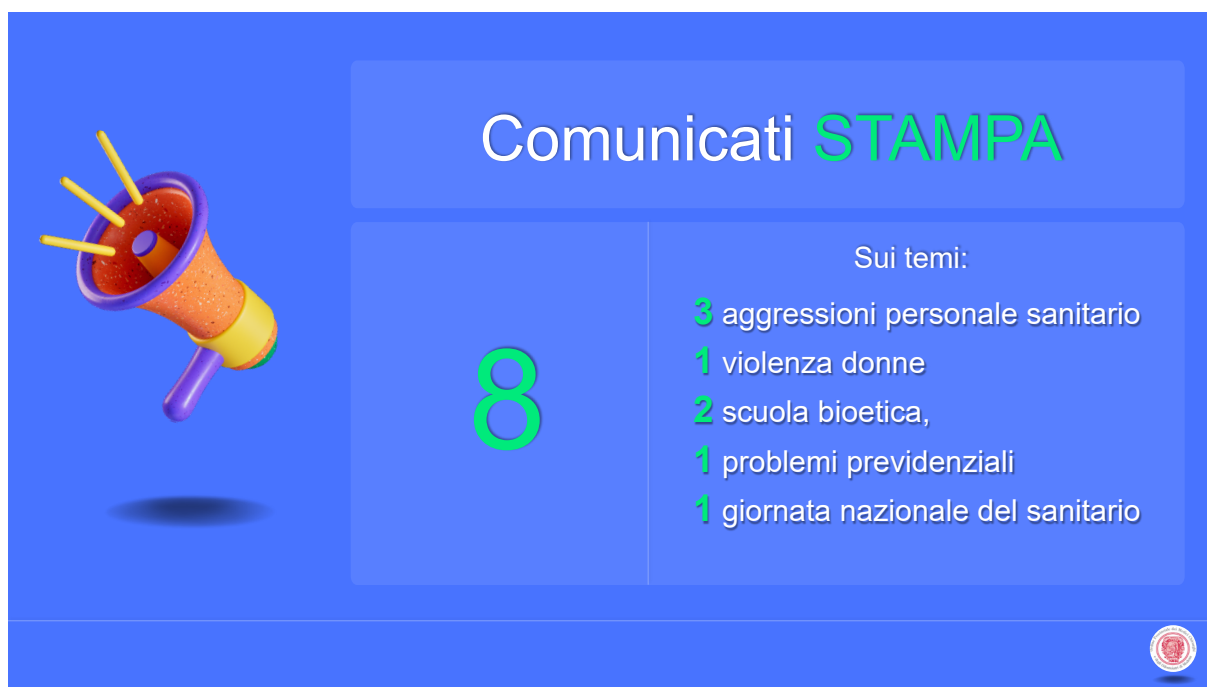 Comunicati STAMPA
8
Sui temi:
3 aggressioni personale sanitario
1 violenza donne
2 scuola bioetica,
1 problemi previdenziali
1 giornata nazionale del sanitario